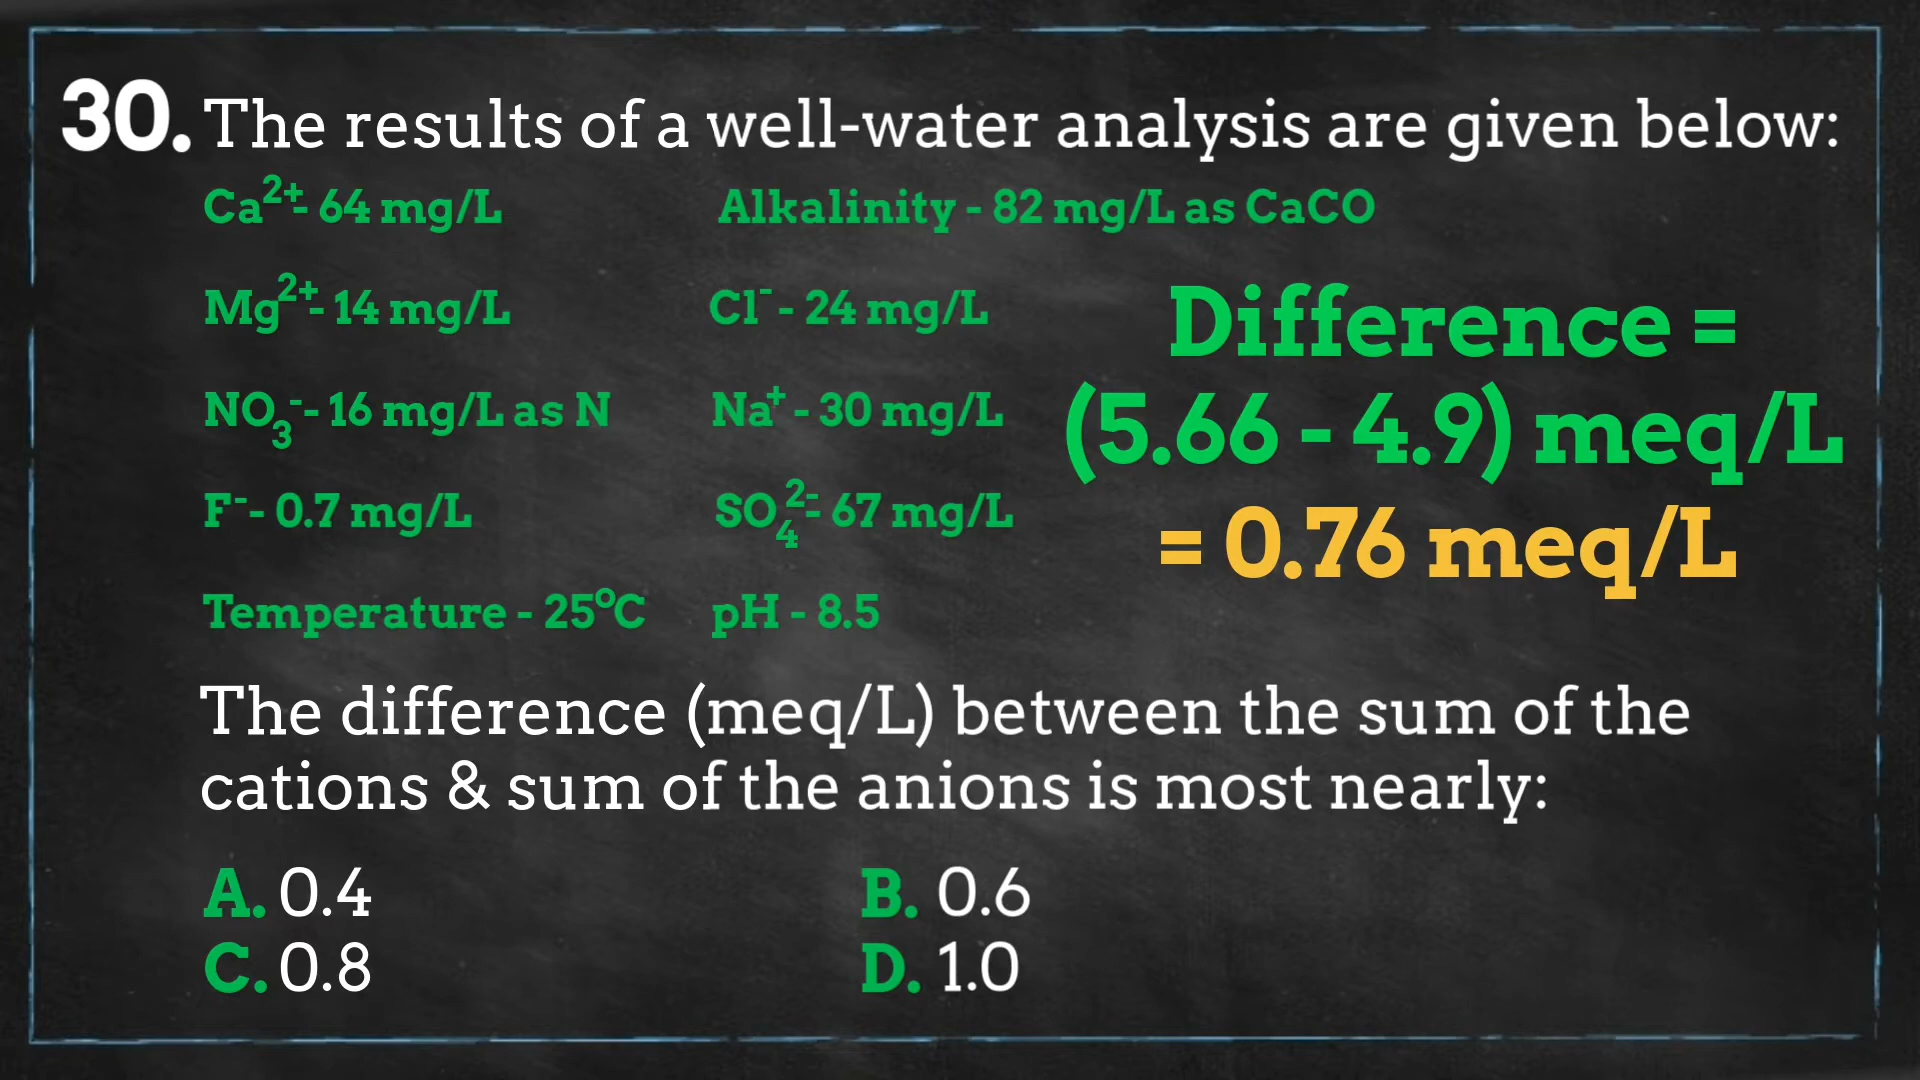 30. The results of a well-water analysis are given below:
Ca²⁺- 64 mg/L Alkalinity - 82 mg/L as CaCO
Mg²⁺- 14 mg/L Cl⁻ - 24 mg/L
NO₃⁻- 16 mg/L as N Na⁺ - 30 mg/L
F⁻- 0.7 mg/L SO₄²⁻- 67 mg/L
Temperature - 25°C pH - 8.5
Difference =
(5.66 - 4.9) meq/L
= 0.76 meq/L
The difference (meq/L) between the sum of the
cations & sum of the anions is most nearly:
A. 0.4 B. 0.6
C. 0.8 D. 1.0